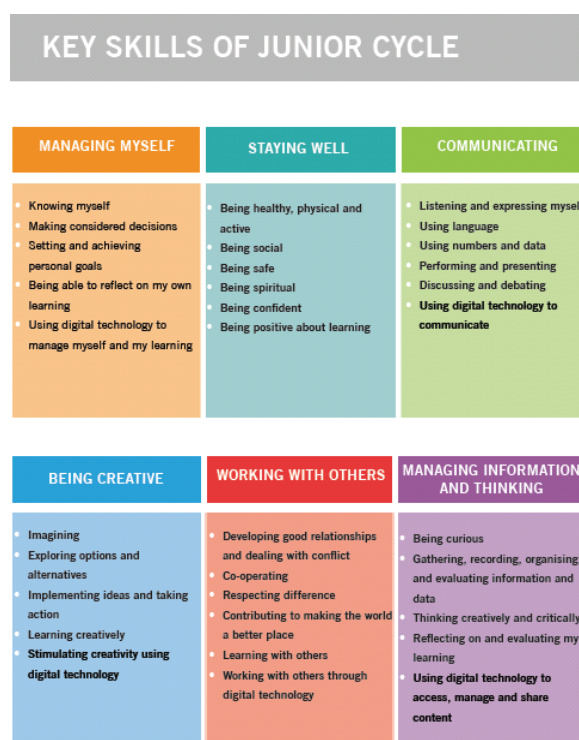 KEY SKILLS OF JUNIOR CYCLE
MANAGING MYSELF
Knowing myself
Making considered decisions
Setting and achieving
personal goals
Being able to reflect on my own
learning
Using digital technology to
manage myself and my learning
STAYING WELL
Being healthy, physical and
active
Being social
Being safe
Being spiritual
Being confident
Being positive about learning
COMMUNICATING
Listening and expressing mysel
Using language
Using numbers and data
Performing and presenting
Discussing and debating
Using digital technology to
communicate
BEING CREATIVE
Imagining
Exploring options and
alternatives
Implementing ideas and taking
action
Learning creatively
Stimulating creativity using
digital technology
WORKING WITH OTHERS
Developing good relationships
and dealing with conflict
Co-operating
Respecting difference
Contributing to making the world
a better place
Learning with others
Working with others through
digital technology
MANAGING INFORMATION
AND THINKING
Being curious
Gathering, recording, organising
and evaluating information and
data
Thinking creatively and critically
Reflecting on and evaluating my
learning
Using digital technology to
access, manage and share
content